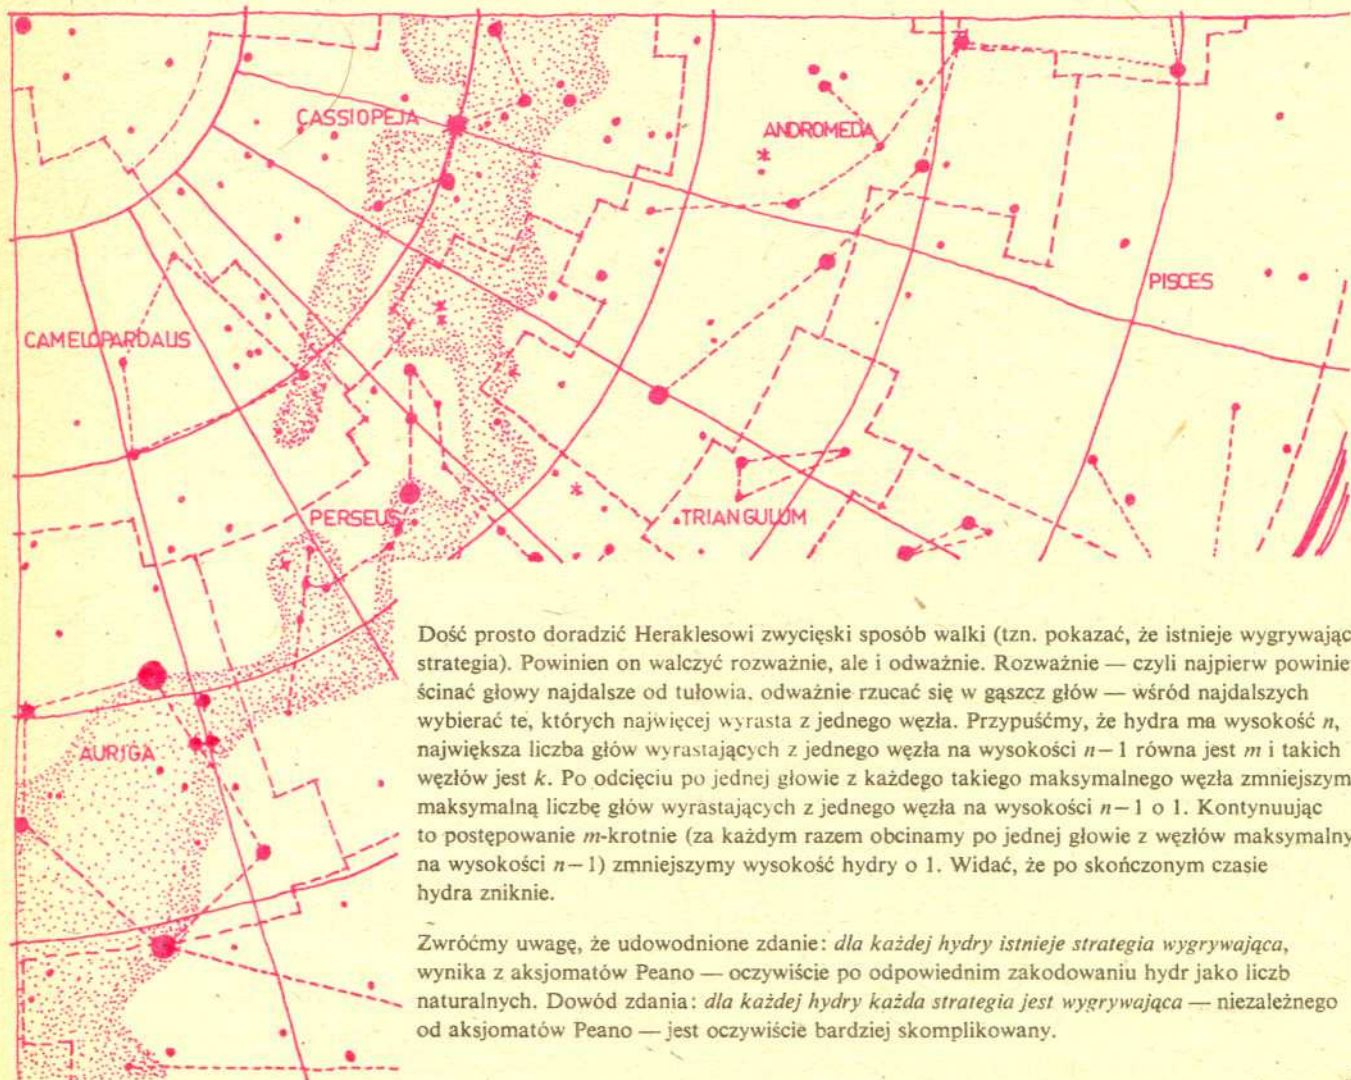 CASSIOPEJA
ANDROMEDA
PISCES
CAMELOPARDALIS
PERSEUS
TRIANGULUM
AURIGA
Dość prosto doradzić Heraklesowi zwycięski sposób walki (tzn. pokazać, że istnieje wygrywając
strategia). Powinien on walczyć rozważnie, ale i odważnie. Rozważnie — czyli najpierw powinie
ścinać głowy najdalsze od tułowia, odważnie rzucać się w gąszcz głów — wśród najdalszych
wybierać te, których najwięcej wyrasta z jednego węzła. Przypuśćmy, że hydra ma wysokość n,
największa liczba głów wyrastających z jednego węzła na wysokości n−1 równa jest m i takich
węzłów jest k. Po odcięciu po jednej głowie z każdego takiego maksymalnego węzła zmniejszym
maksymalną liczbę głów wyrastających z jednego węzła na wysokości n−1 o 1. Kontynuując
to postępowanie m-krotnie (za każdym razem obcinamy po jednej głowie z węzłów maksymalny
na wysokości n−1) zmniejszymy wysokość hydry o 1. Widać, że po skończonym czasie
hydra zniknie.
Zwróćmy uwagę, że udowodnione zdanie: dla każdej hydry istnieje strategia wygrywająca,
wynika z aksjomatów Peano — oczywiście po odpowiednim zakodowaniu hydr jako liczb
naturalnych. Dowód zdania: dla każdej hydry każda strategia jest wygrywająca — niezależnego
od aksjomatów Peano — jest oczywiście bardziej skomplikowany.